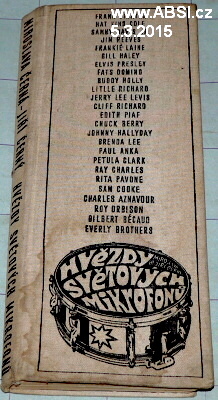 www.ABSI.cz
5.3.2015
FRANK SINATRA
NAT KING COLE
SAMMY DAVIS JR.
JIM REEVES
FRANKIE LAINE
BILL HALEY
ELVIS PRESLEY
FATS DOMINO
BUDDY HOLLY
LITLLE RICHARD
JERRY LEE LEWIS
CLIFF RICHARD
EDITH PIAF
CHUCK BERRY
JOHNNY HALLYDAY
BRENDA LEE
PAUL ANKA
PETULA CLARK
RAY CHARLES
RITA PAVONE
SAM COOKE
CHARLES AZNAVOUR
ROY ORBISON
GILBERT BÉCAUD
EVERLY BROTHERS
HVĚZDY
SVĚTOVÝCH
MIKROFONŮ